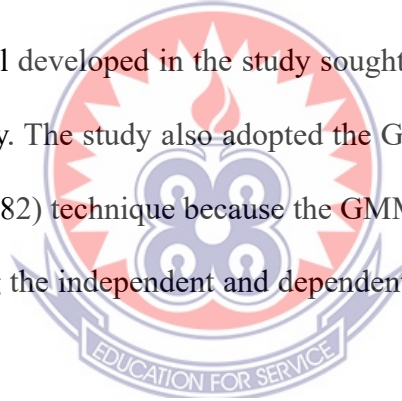 l developed in the study sought
y. The study also adopted the G
82) technique because the GMM
the independent and dependent
EDUCATION FOR SERVICE